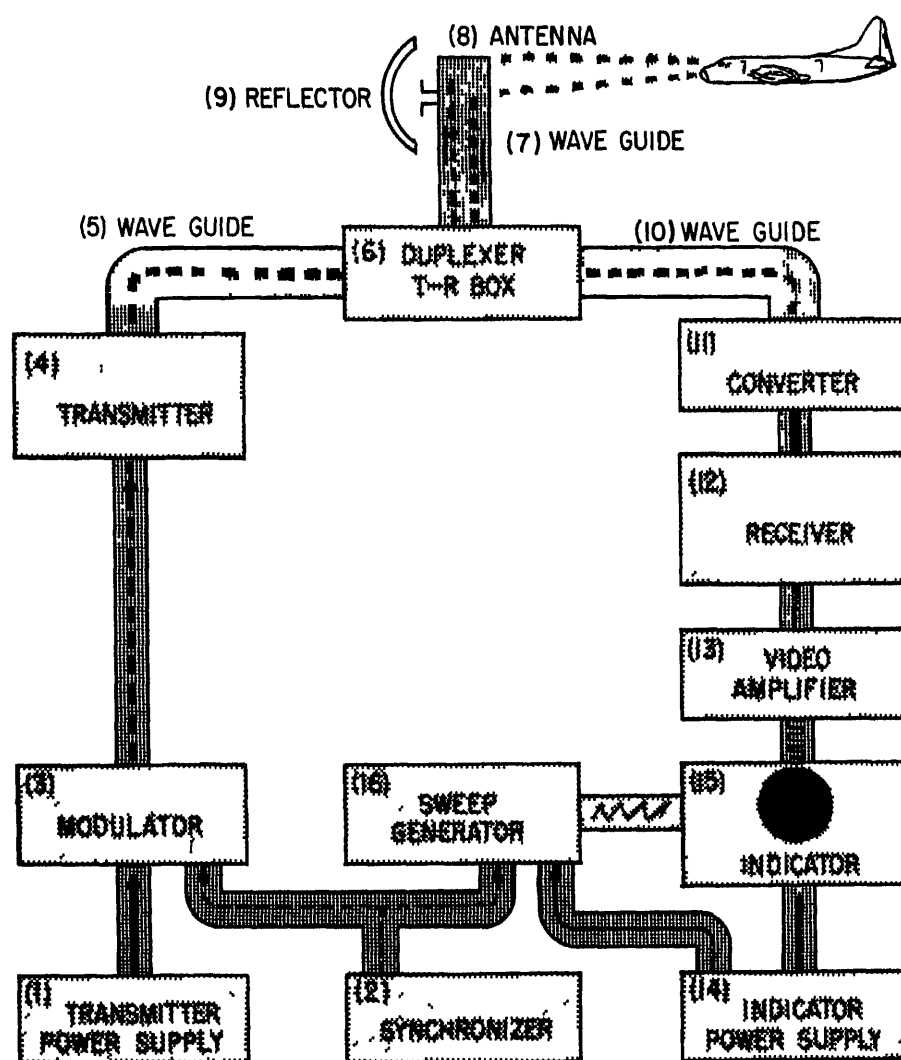 (8) ANTENNA
(9) REFLECTOR
(7) WAVE GUIDE
(5) WAVE GUIDE
(10) WAVE GUIDE
(6) DUPLEXER
T-R BOX
(4)
TRANSMITTER
(11)
CONVERTER
(12)
RECEIVER
(13) VIDEO
AMPLIFIER
(3)
MODULATOR
(16)
SWEEP
GENERATOR
(15)
INDICATOR
(1)
TRANSMITTER
POWER SUPPLY
(2)
SYNCHRONIZER
(14)
INDICATOR
POWER SUPPLY